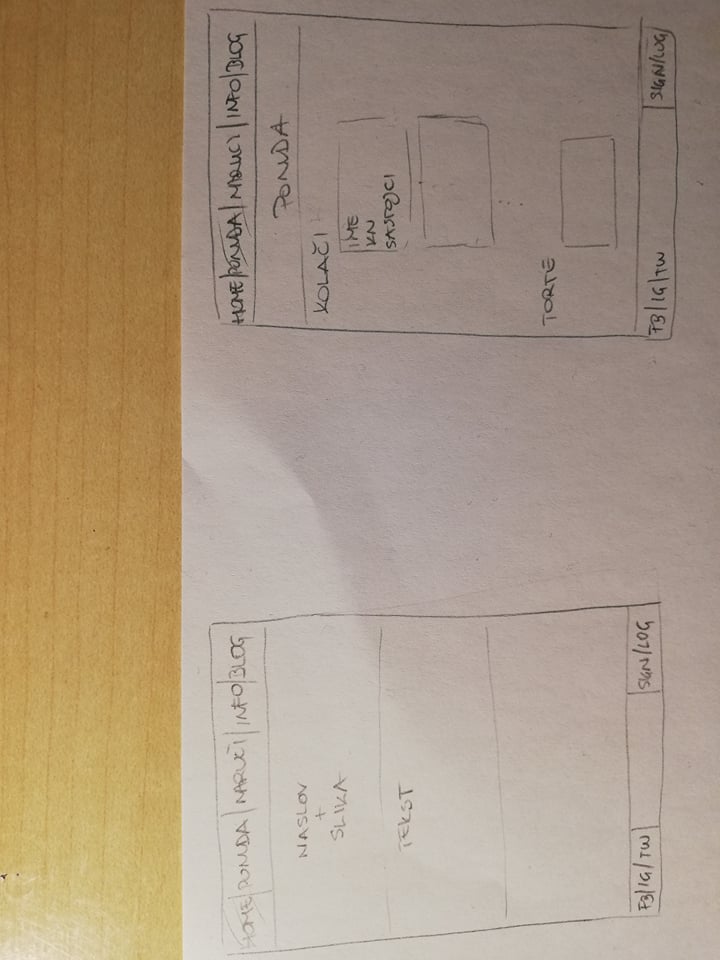 HOME|PONUDA|NARUČI|INFO|BLOG
NASLOV
+
SLIKA
TEKST
FB|IG|TW
SIGN/LOG
HOME|PONUDA|NARUČI|INFO|BLOG
PONUDA
KOLAČI
IME
KN
SASTOJCI
TORTE
FB|IG|TW
SIGN/LOG